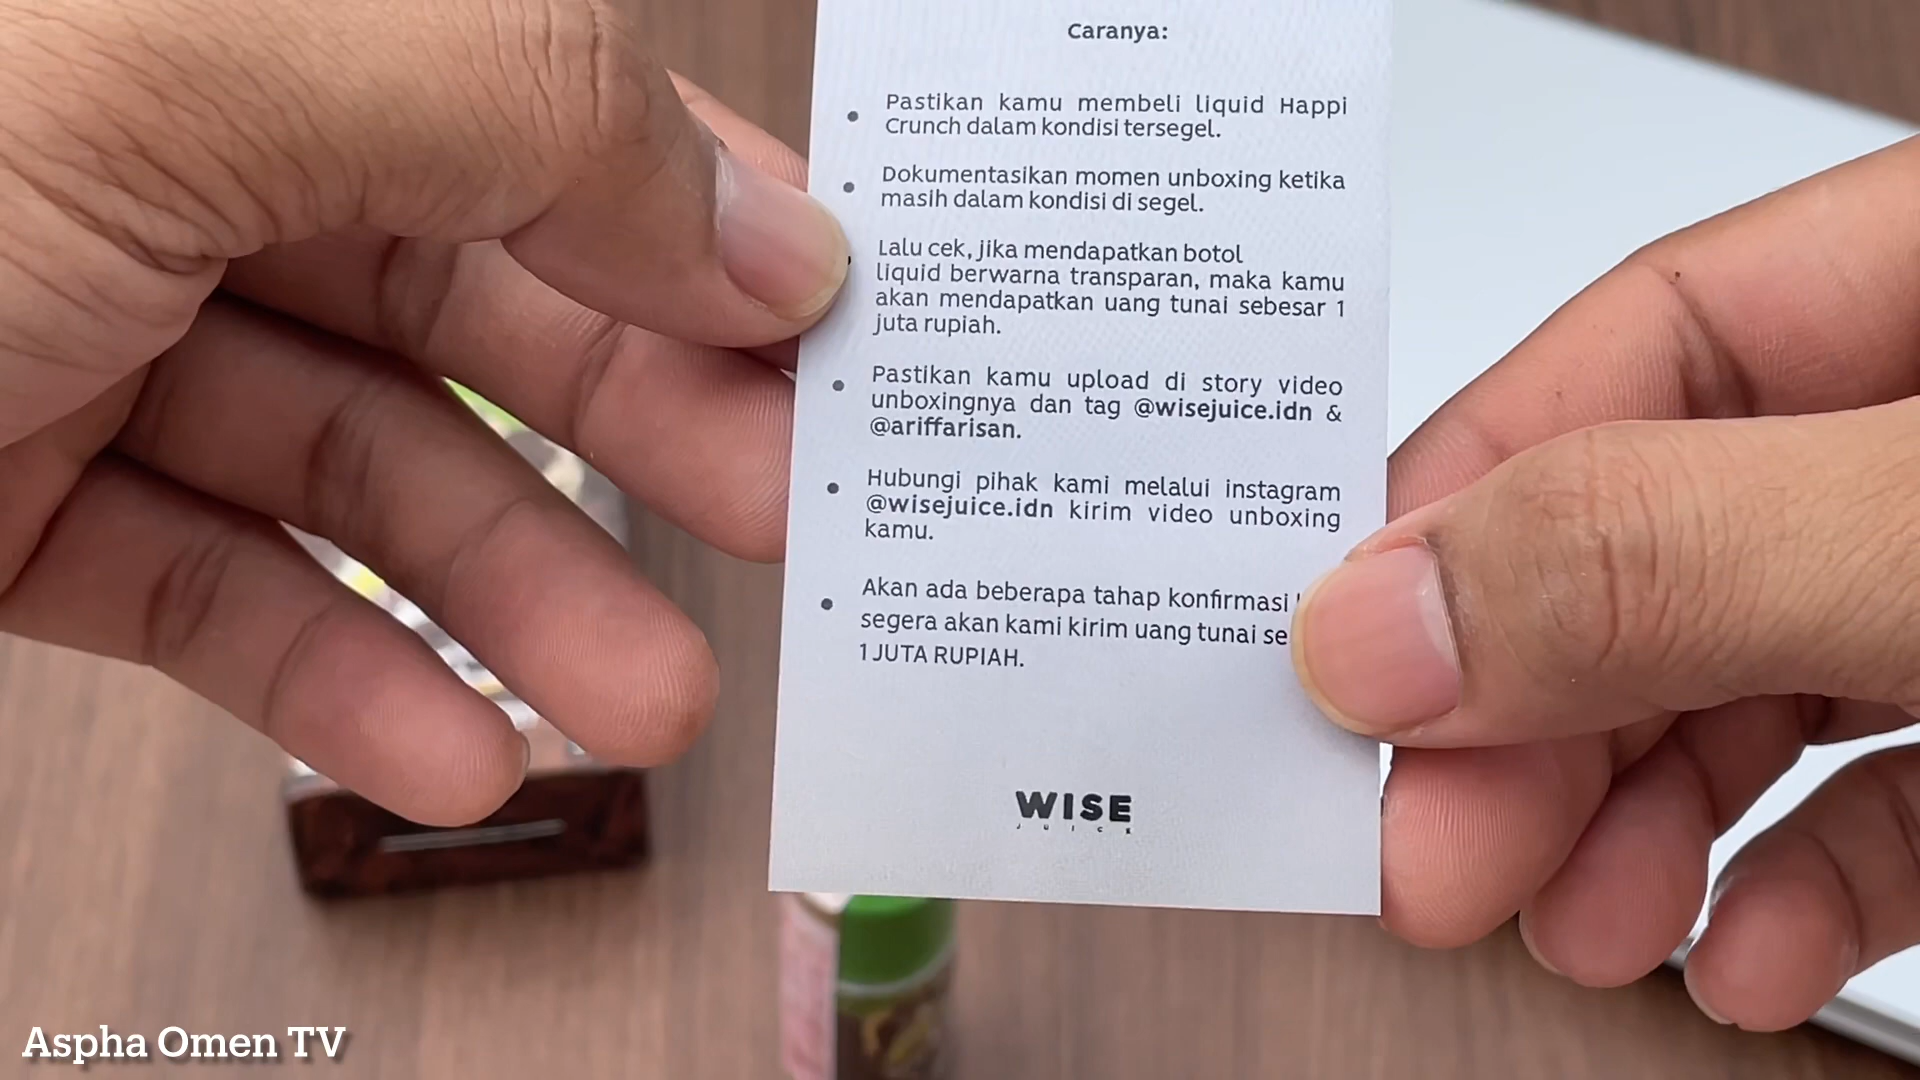 Caranya:
Pastikan kamu membeli liquid Happi
Crunch dalam kondisi tersegel.
Dokumentasikan momen unboxing ketika
masih dalam kondisi di segel.
Lalu cek, jika mendapatkan botol
liquid berwarna transparan, maka kamu
akan mendapatkan uang tunai sebesar 1
juta rupiah.
Pastikan kamu upload di story video
unboxingnya dan tag @wisejuice.idn &
@ariffarisan.
Hubungi pihak kami melalui instagram
@wisejuice.idn kirim video unboxing
kamu.
Akan ada beberapa tahap konfirmasi
segera akan kami kirim uang tunai se
1 JUTA RUPIAH.
WISE
JUICE
Aspha Omen TV